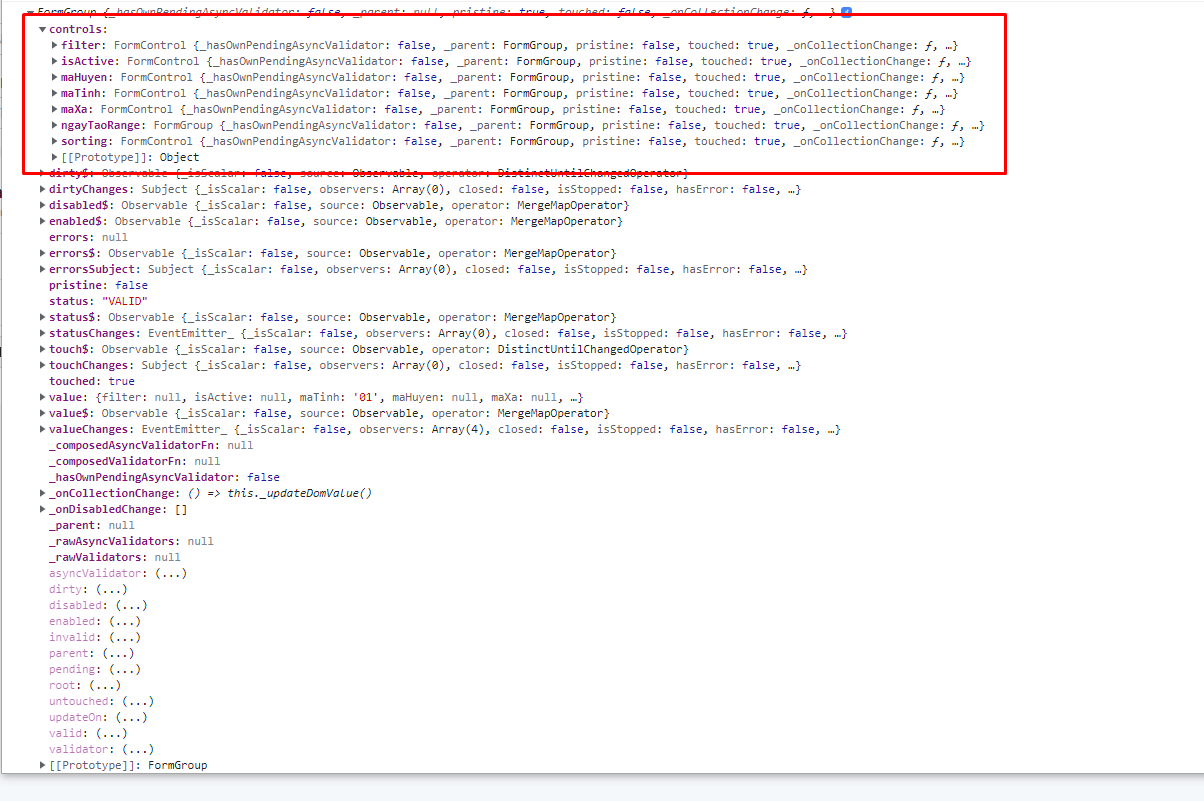 FormGroup {_hasOwnPendingAsyncValidator: false, _parent: null, pristine: true, touched: false, _onCollectionChange: ƒ, …}
controls:
filter: FormControl {_hasOwnPendingAsyncValidator: false, _parent: FormGroup, pristine: false, touched: true, _onCollectionChange: ƒ, …}
isActive: FormControl {_hasOwnPendingAsyncValidator: false, _parent: FormGroup, pristine: false, touched: true, _onCollectionChange: ƒ, …}
maHuyen: FormControl {_hasOwnPendingAsyncValidator: false, _parent: FormGroup, pristine: false, touched: true, _onCollectionChange: ƒ, …}
maTinh: FormControl {_hasOwnPendingAsyncValidator: false, _parent: FormGroup, pristine: false, touched: true, _onCollectionChange: ƒ, …}
maXa: FormControl {_hasOwnPendingAsyncValidator: false, _parent: FormGroup, pristine: false, touched: true, _onCollectionChange: ƒ, …}
ngayTaoRange: FormGroup {_hasOwnPendingAsyncValidator: false, _parent: FormGroup, pristine: false, touched: true, _onCollectionChange: ƒ, …}
sorting: FormControl {_hasOwnPendingAsyncValidator: false, _parent: FormGroup, pristine: false, touched: true, _onCollectionChange: ƒ, …}
[[Prototype]]: Object
dirty$: Observable {_isScalar: false, source: Observable, operator: DistinctUntilChangedOperator}
dirtyChanges: Subject {_isScalar: false, observers: Array(0), closed: false, isStopped: false, hasError: false, …}
disabled$: Observable {_isScalar: false, source: Observable, operator: MergeMapOperator}
enabled$: Observable {_isScalar: false, source: Observable, operator: MergeMapOperator}
errors: null
errors$: Observable {_isScalar: false, source: Observable, operator: MergeMapOperator}
errorsSubject: Subject {_isScalar: false, observers: Array(0), closed: false, isStopped: false, hasError: false, …}
pristine: false
status: "VALID"
status$: Observable {_isScalar: false, source: Observable, operator: MergeMapOperator}
statusChanges: EventEmitter_ {_isScalar: false, observers: Array(0), closed: false, isStopped: false, hasError: false, …}
touch$: Observable {_isScalar: false, source: Observable, operator: DistinctUntilChangedOperator}
touchChanges: Subject {_isScalar: false, observers: Array(0), closed: false, isStopped: false, hasError: false, …}
touched: true
value: {filter: null, isActive: null, maTinh: '01', maHuyen: null, maXa: null, …}
value$: Observable {_isScalar: false, source: Observable, operator: MergeMapOperator}
valueChanges: EventEmitter_ {_isScalar: false, observers: Array(4), closed: false, isStopped: false, hasError: false, …}
_composedAsyncValidatorFn: null
_composedValidatorFn: null
_hasOwnPendingAsyncValidator: false
_onCollectionChange: () => this._updateDomValue()
_onDisabledChange: []
_parent: null
_rawAsyncValidators: null
_rawValidators: null
asyncValidator: (...)
dirty: (...)
disabled: (...)
enabled: (...)
invalid: (...)
parent: (...)
pending: (...)
root: (...)
untouched: (...)
updateOn: (...)
valid: (...)
validator: (...)
[[Prototype]]: FormGroup